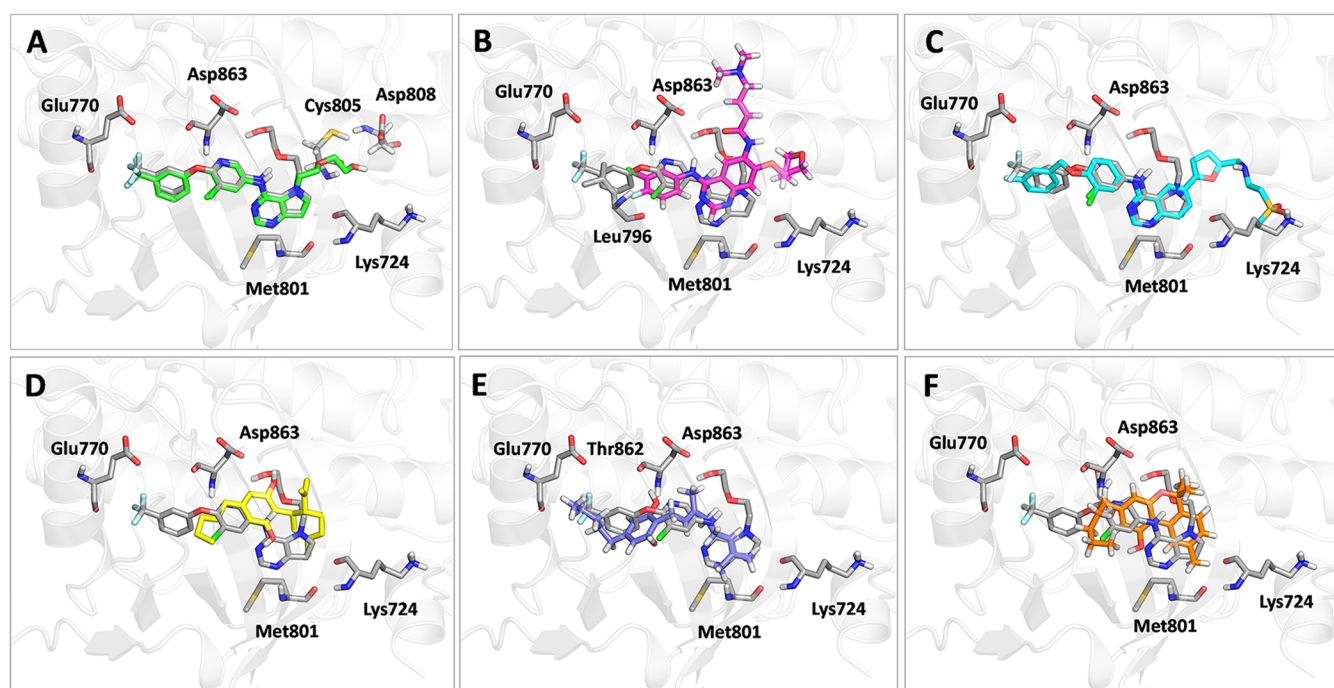 A
Asp863
Glu770
Cys805
Asp808
Lys724
Met801
B
Asp863
Glu770
Leu796
Lys724
Met801
C
Asp863
Glu770
Lys724
Met801
D
Asp863
Glu770
Lys724
Met801
E
Glu770
Thr862
Asp863
Lys724
Met801
F
Asp863
Glu770
Lys724
Met801